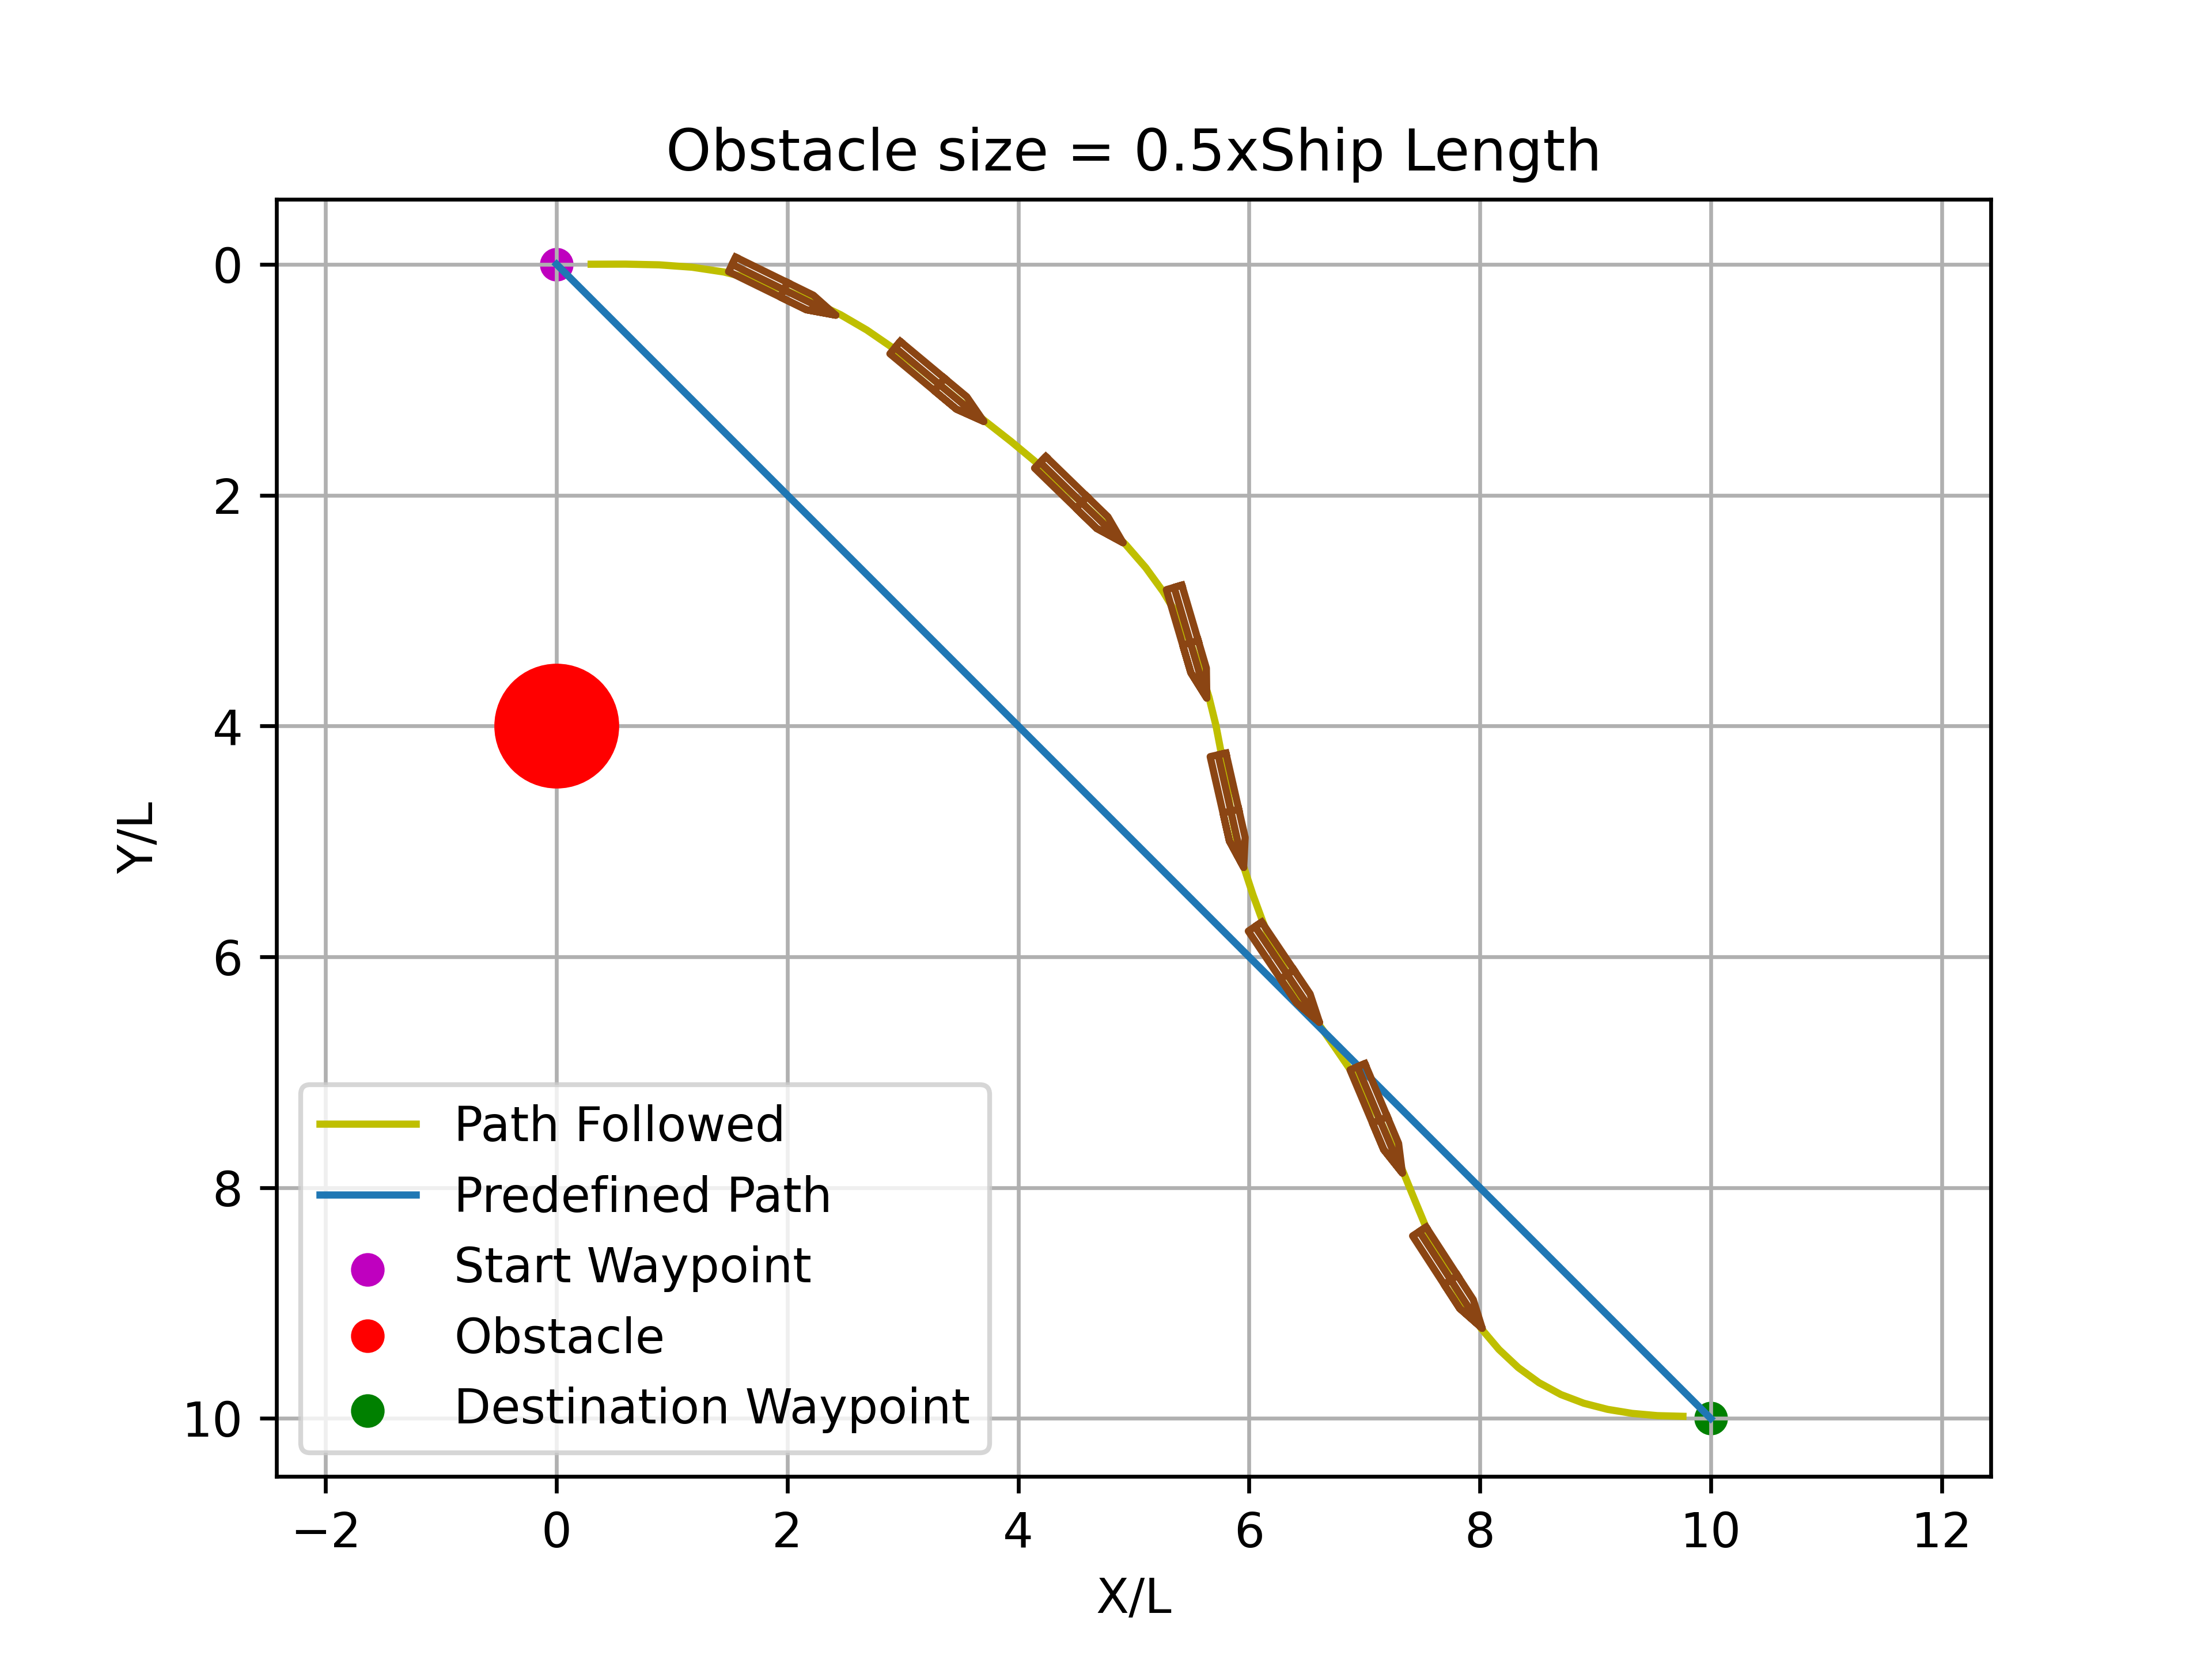 Obstacle size = 0.5xShip Length
0
2
4
6
8
10
Y/L
Path Followed
Predefined Path
Start Waypoint
Obstacle
Destination Waypoint
−2 0 2 4 6 8 10 12
X/L